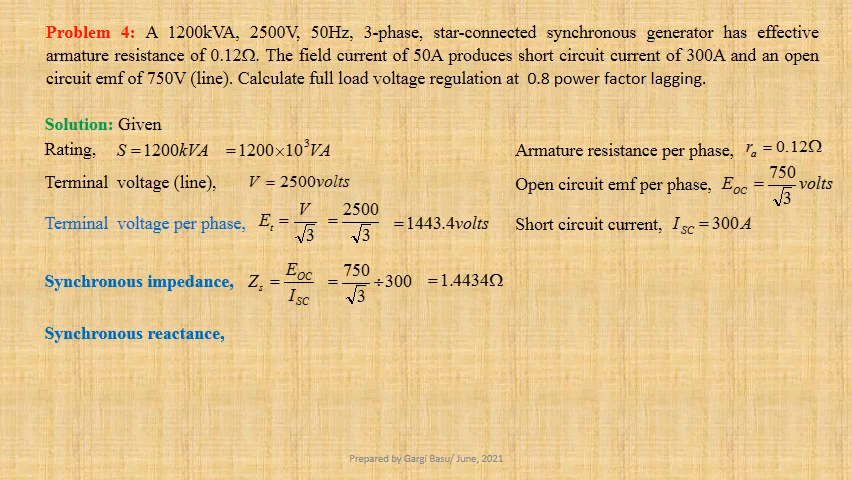 Problem 4: A 1200kVA, 2500V, 50Hz, 3-phase, star-connected synchronous generator has effective
armature resistance of 0.12Ω. The field current of 50A produces short circuit current of 300A and an open
circuit emf of 750V (line). Calculate full load voltage regulation at 0.8 power factor lagging.
Solution: Given
Rating, S = 1200kVA = 1200×10³VA
Armature resistance per phase, rₐ = 0.12Ω
Terminal voltage (line), V = 2500volts
Open circuit emf per phase, E_OC = 750/√3 volts
Terminal voltage per phase, E_t = V/√3 = 2500/√3 = 1443.4volts
Short circuit current, I_SC = 300A
Synchronous impedance, Z_s = E_OC/I_SC = 750/√3 ÷300 = 1.4434Ω
Synchronous reactance,
Prepared by Gargi Basu/ June, 2021